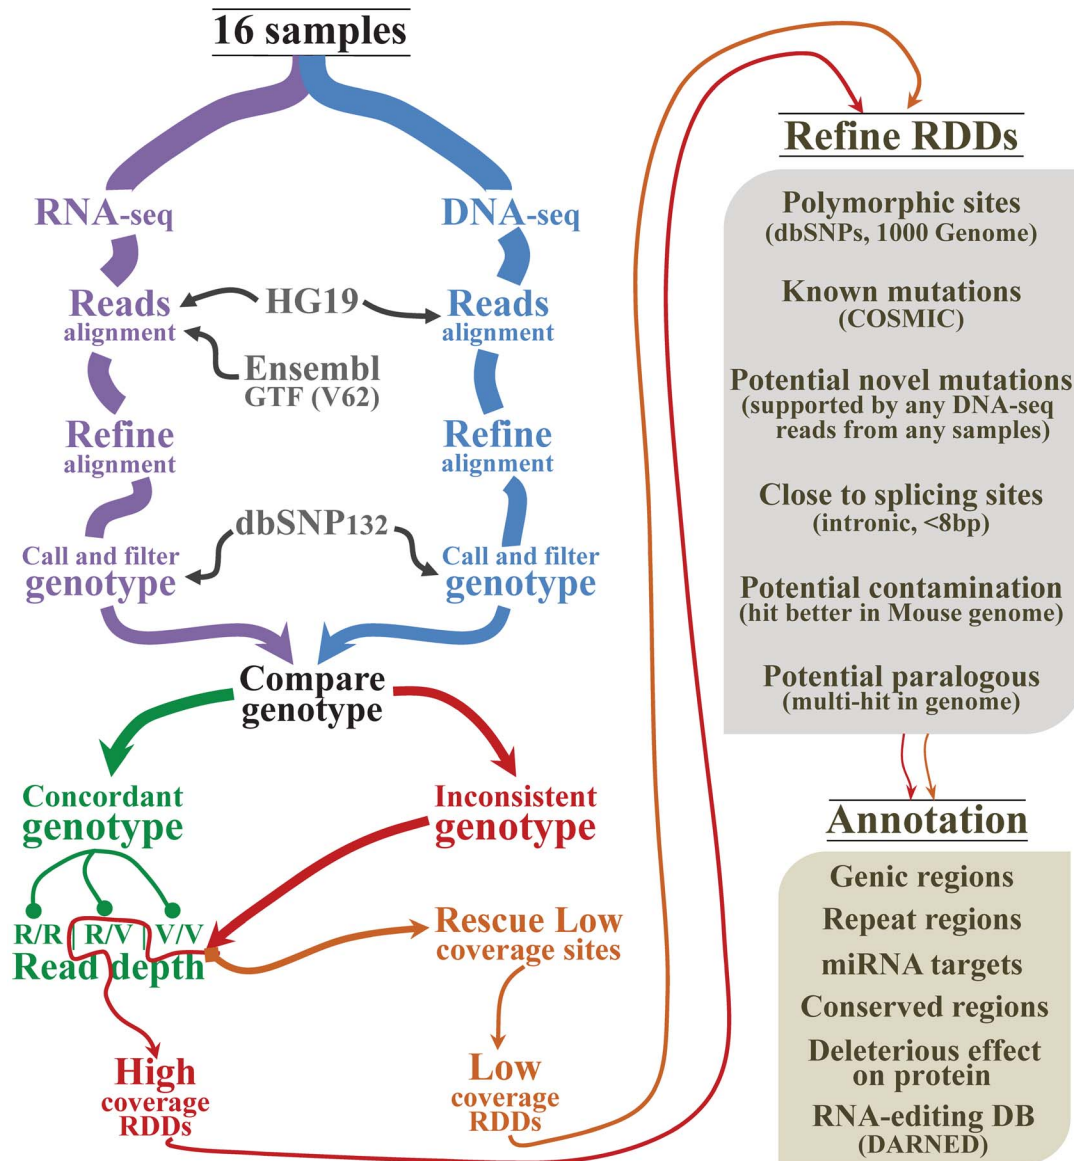 16 samples
RNA-seq
DNA-seq
Reads
alignment
HG19
Reads
alignment
Ensembl
GTF (V62)
Refine
alignment
Refine
alignment
dbSNP132
Call and filter
genotype
Call and filter
genotype
Compare
genotype
Concordant
genotype
Inconsistent
genotype
R/R | R/V | V/V
Read depth
Rescue Low
coverage sites
High
coverage
RDDs
Low
coverage
RDDs
Refine RDDs
Polymorphic sites
(dbSNPs, 1000 Genome)
Known mutations
(COSMIC)
Potential novel mutations
(supported by any DNA-seq
reads from any samples)
Close to splicing sites
(intronic, <8bp)
Potential contamination
(hit better in Mouse genome)
Potential paralogous
(multi-hit in genome)
Annotation
Genic regions
Repeat regions
miRNA targets
Conserved regions
Deleterious effect
on protein
RNA-editing DB
(DARNED)